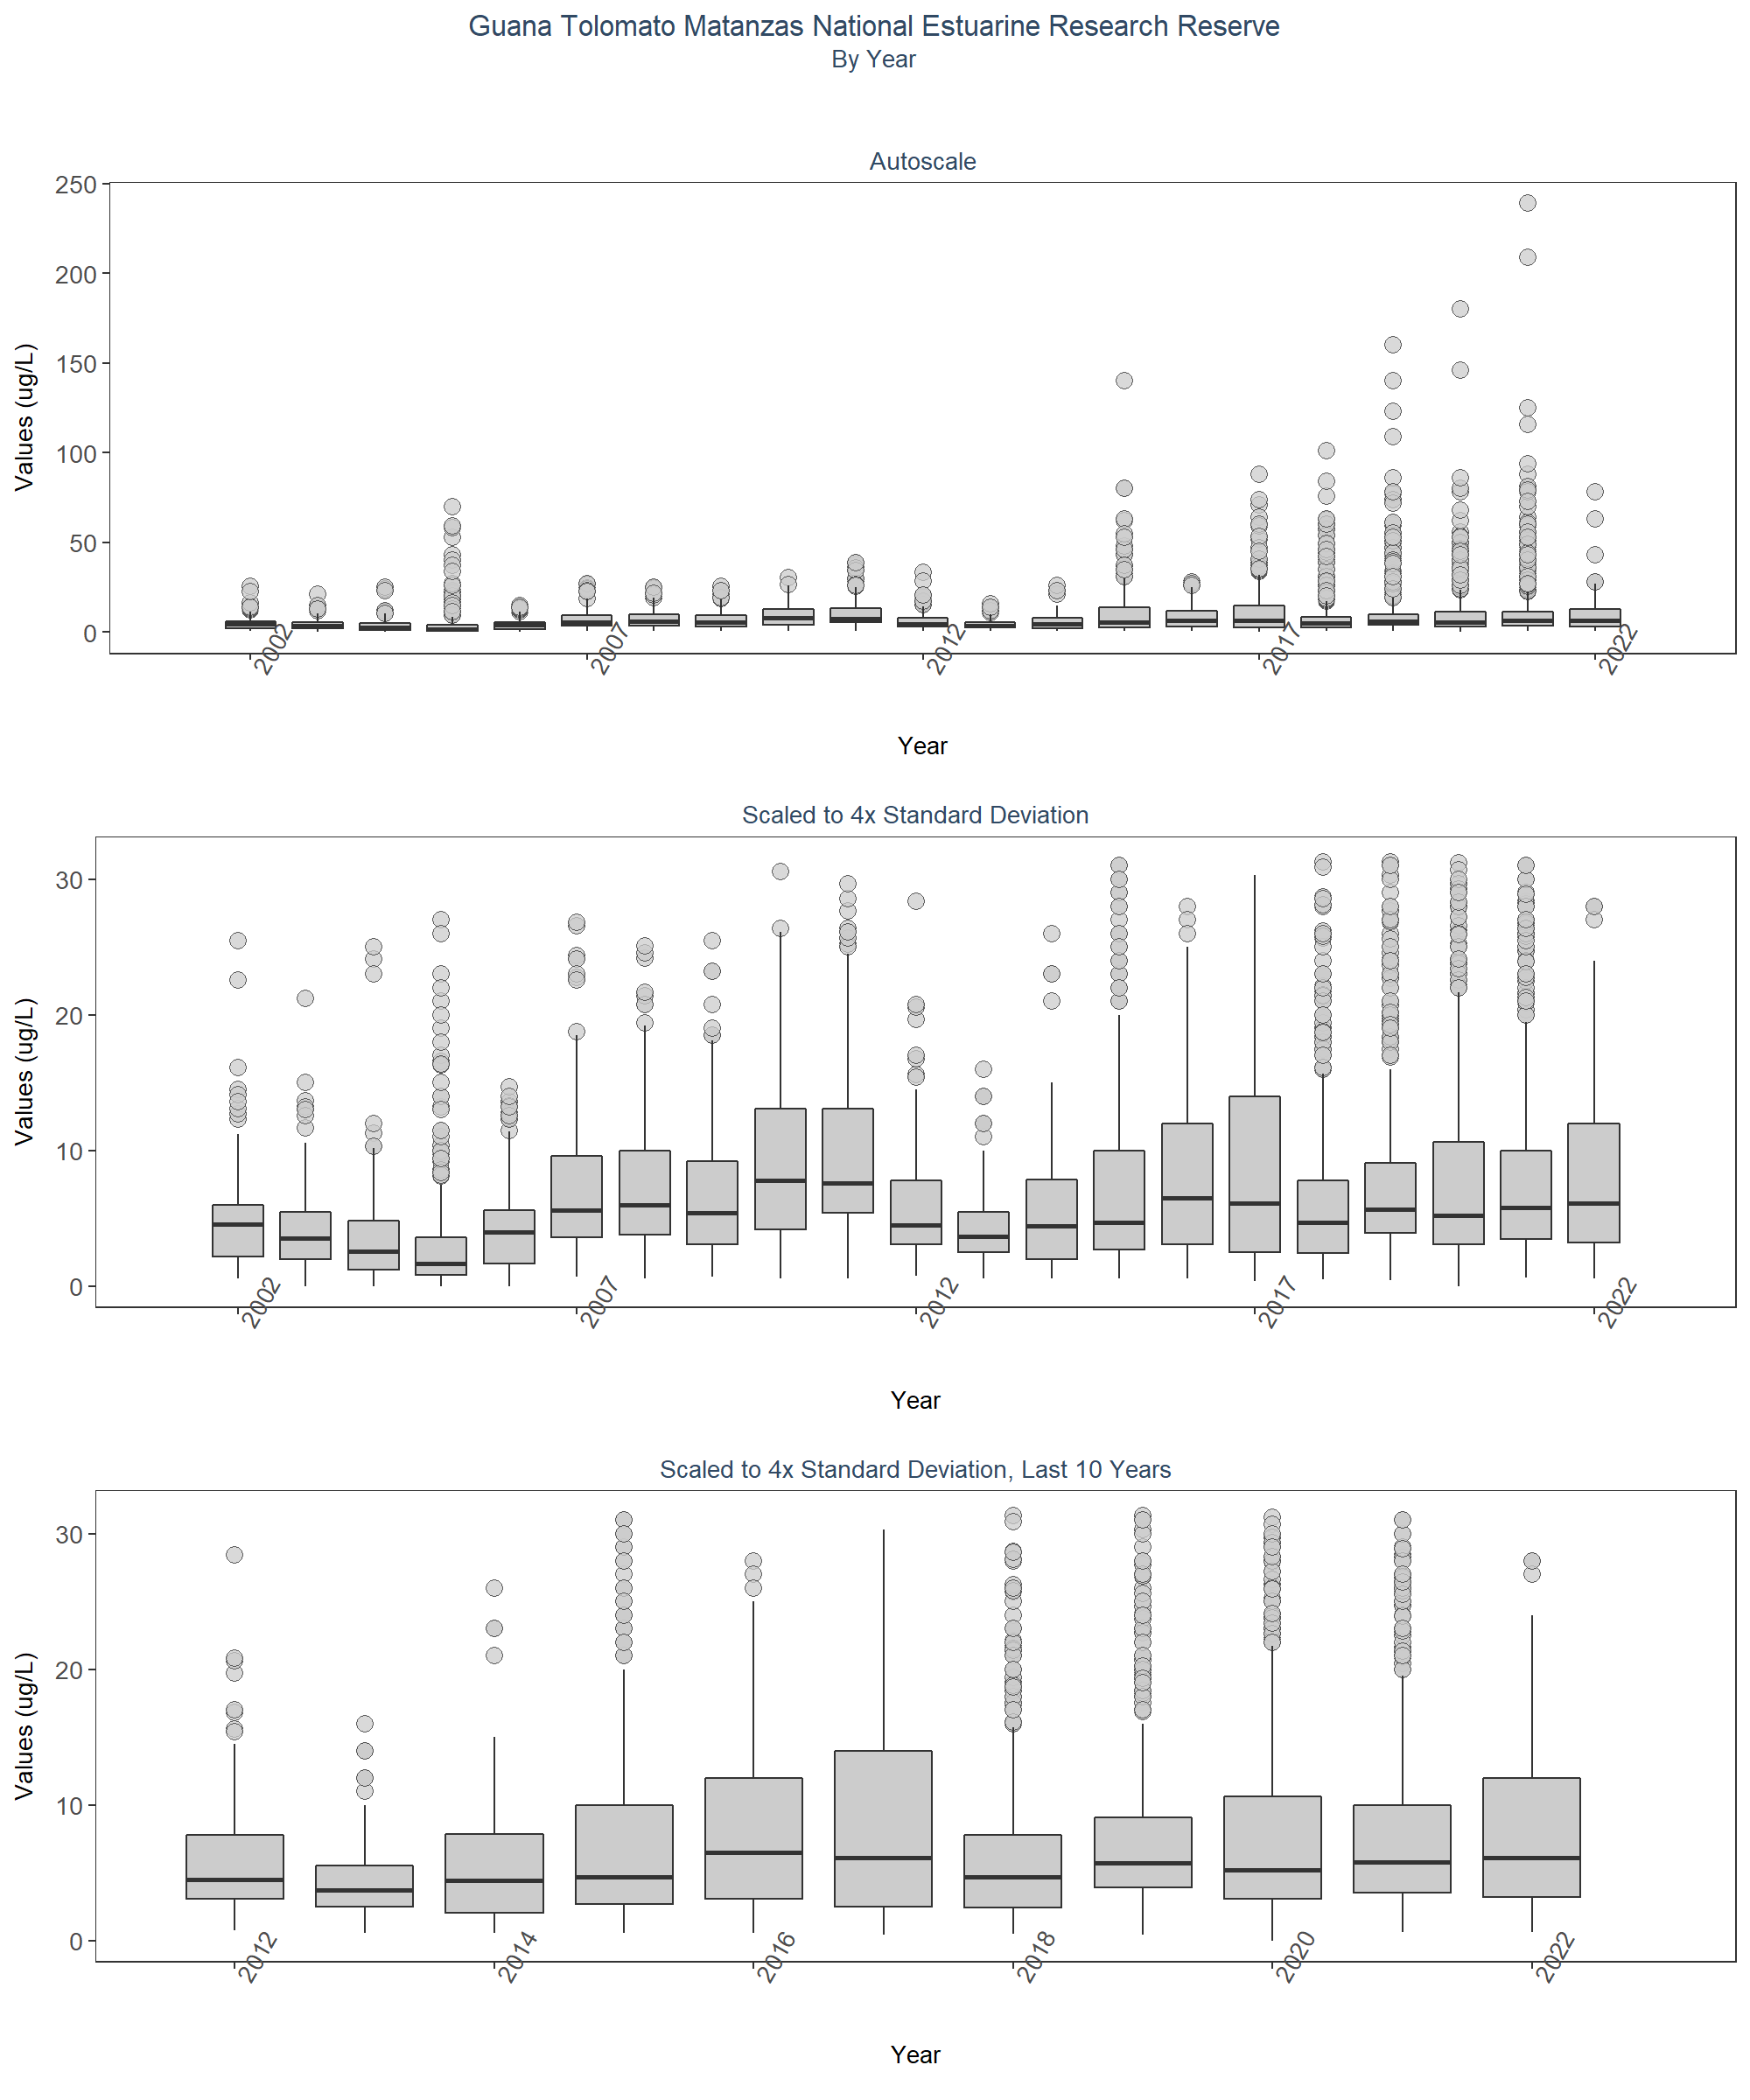 Guana Tolomato Matanzas National Estuarine Research Reserve
By Year
Autoscale
250
200
150
100
50
0
Values (ug/L)
2002
2007
2012
2017
2022
Year
Scaled to 4x Standard Deviation
30
20
10
0
Values (ug/L)
2002
2007
2012
2017
2022
Year
Scaled to 4x Standard Deviation, Last 10 Years
30
20
10
0
Values (ug/L)
2012
2014
2016
2018
2020
2022
Year